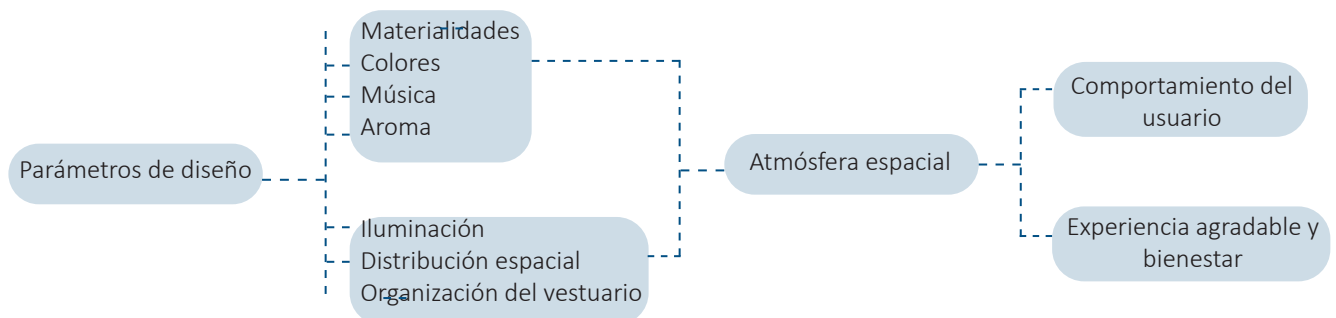 Parámetros de diseño
Materialidades
Colores
Música
Aroma
Iluminación
Distribución espacial
Organización del vestuario
Atmósfera espacial
Comportamiento del
usuario
Experiencia agradable y
bienestar